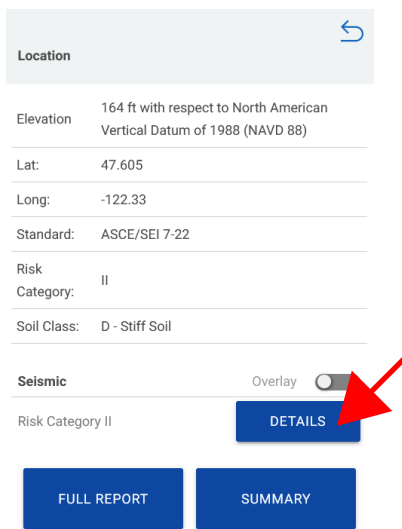 Location
Elevation 164 ft with respect to North American
Vertical Datum of 1988 (NAVD 88)
Lat: 47.605
Long: -122.33
Standard: ASCE/SEI 7-22
Risk
Category: II
Soil Class: D - Stiff Soil
Seismic Overlay
Risk Category II DETAILS
FULL REPORT SUMMARY